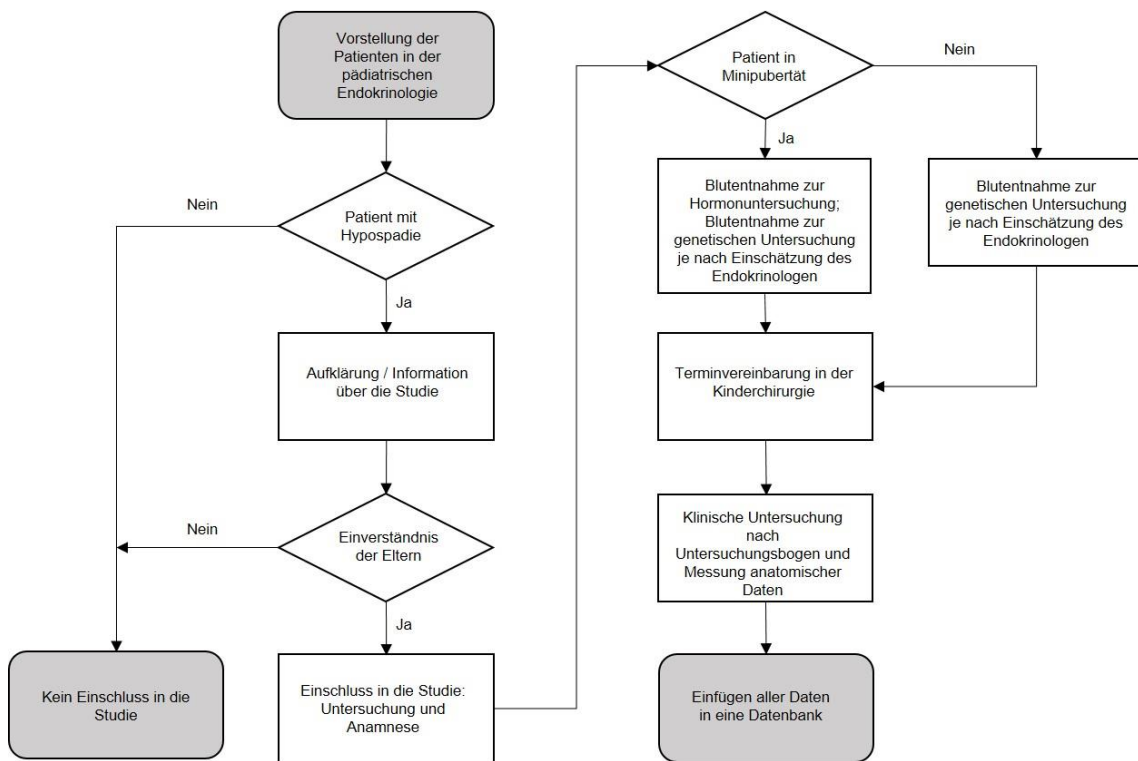 Vorstellung der
Patienten in der
pädiatrischen
Endokrinologie
Nein
Patient mit
Hypospadie
Ja
Aufklärung / Information
über die Studie
Nein
Einverständnis
der Eltern
Ja
Kein Einschluss in die
Studie
Einschluss in die Studie:
Untersuchung und
Anamnese
Patient in
Minipubertät
Nein
Ja
Blutentnahme zur
Hormonuntersuchung;
Blutentnahme zur
genetischen Untersuchung
je nach Einschätzung des
Endokrinologen
Blutentnahme zur
genetischen Untersuchung
je nach Einschätzung des
Endokrinologen
Terminvereinbarung in der
Kinderchirurgie
Klinische Untersuchung
nach
Untersuchungsbogen und
Messung anatomischer
Daten
Einfügen aller Daten
in eine Datenbank